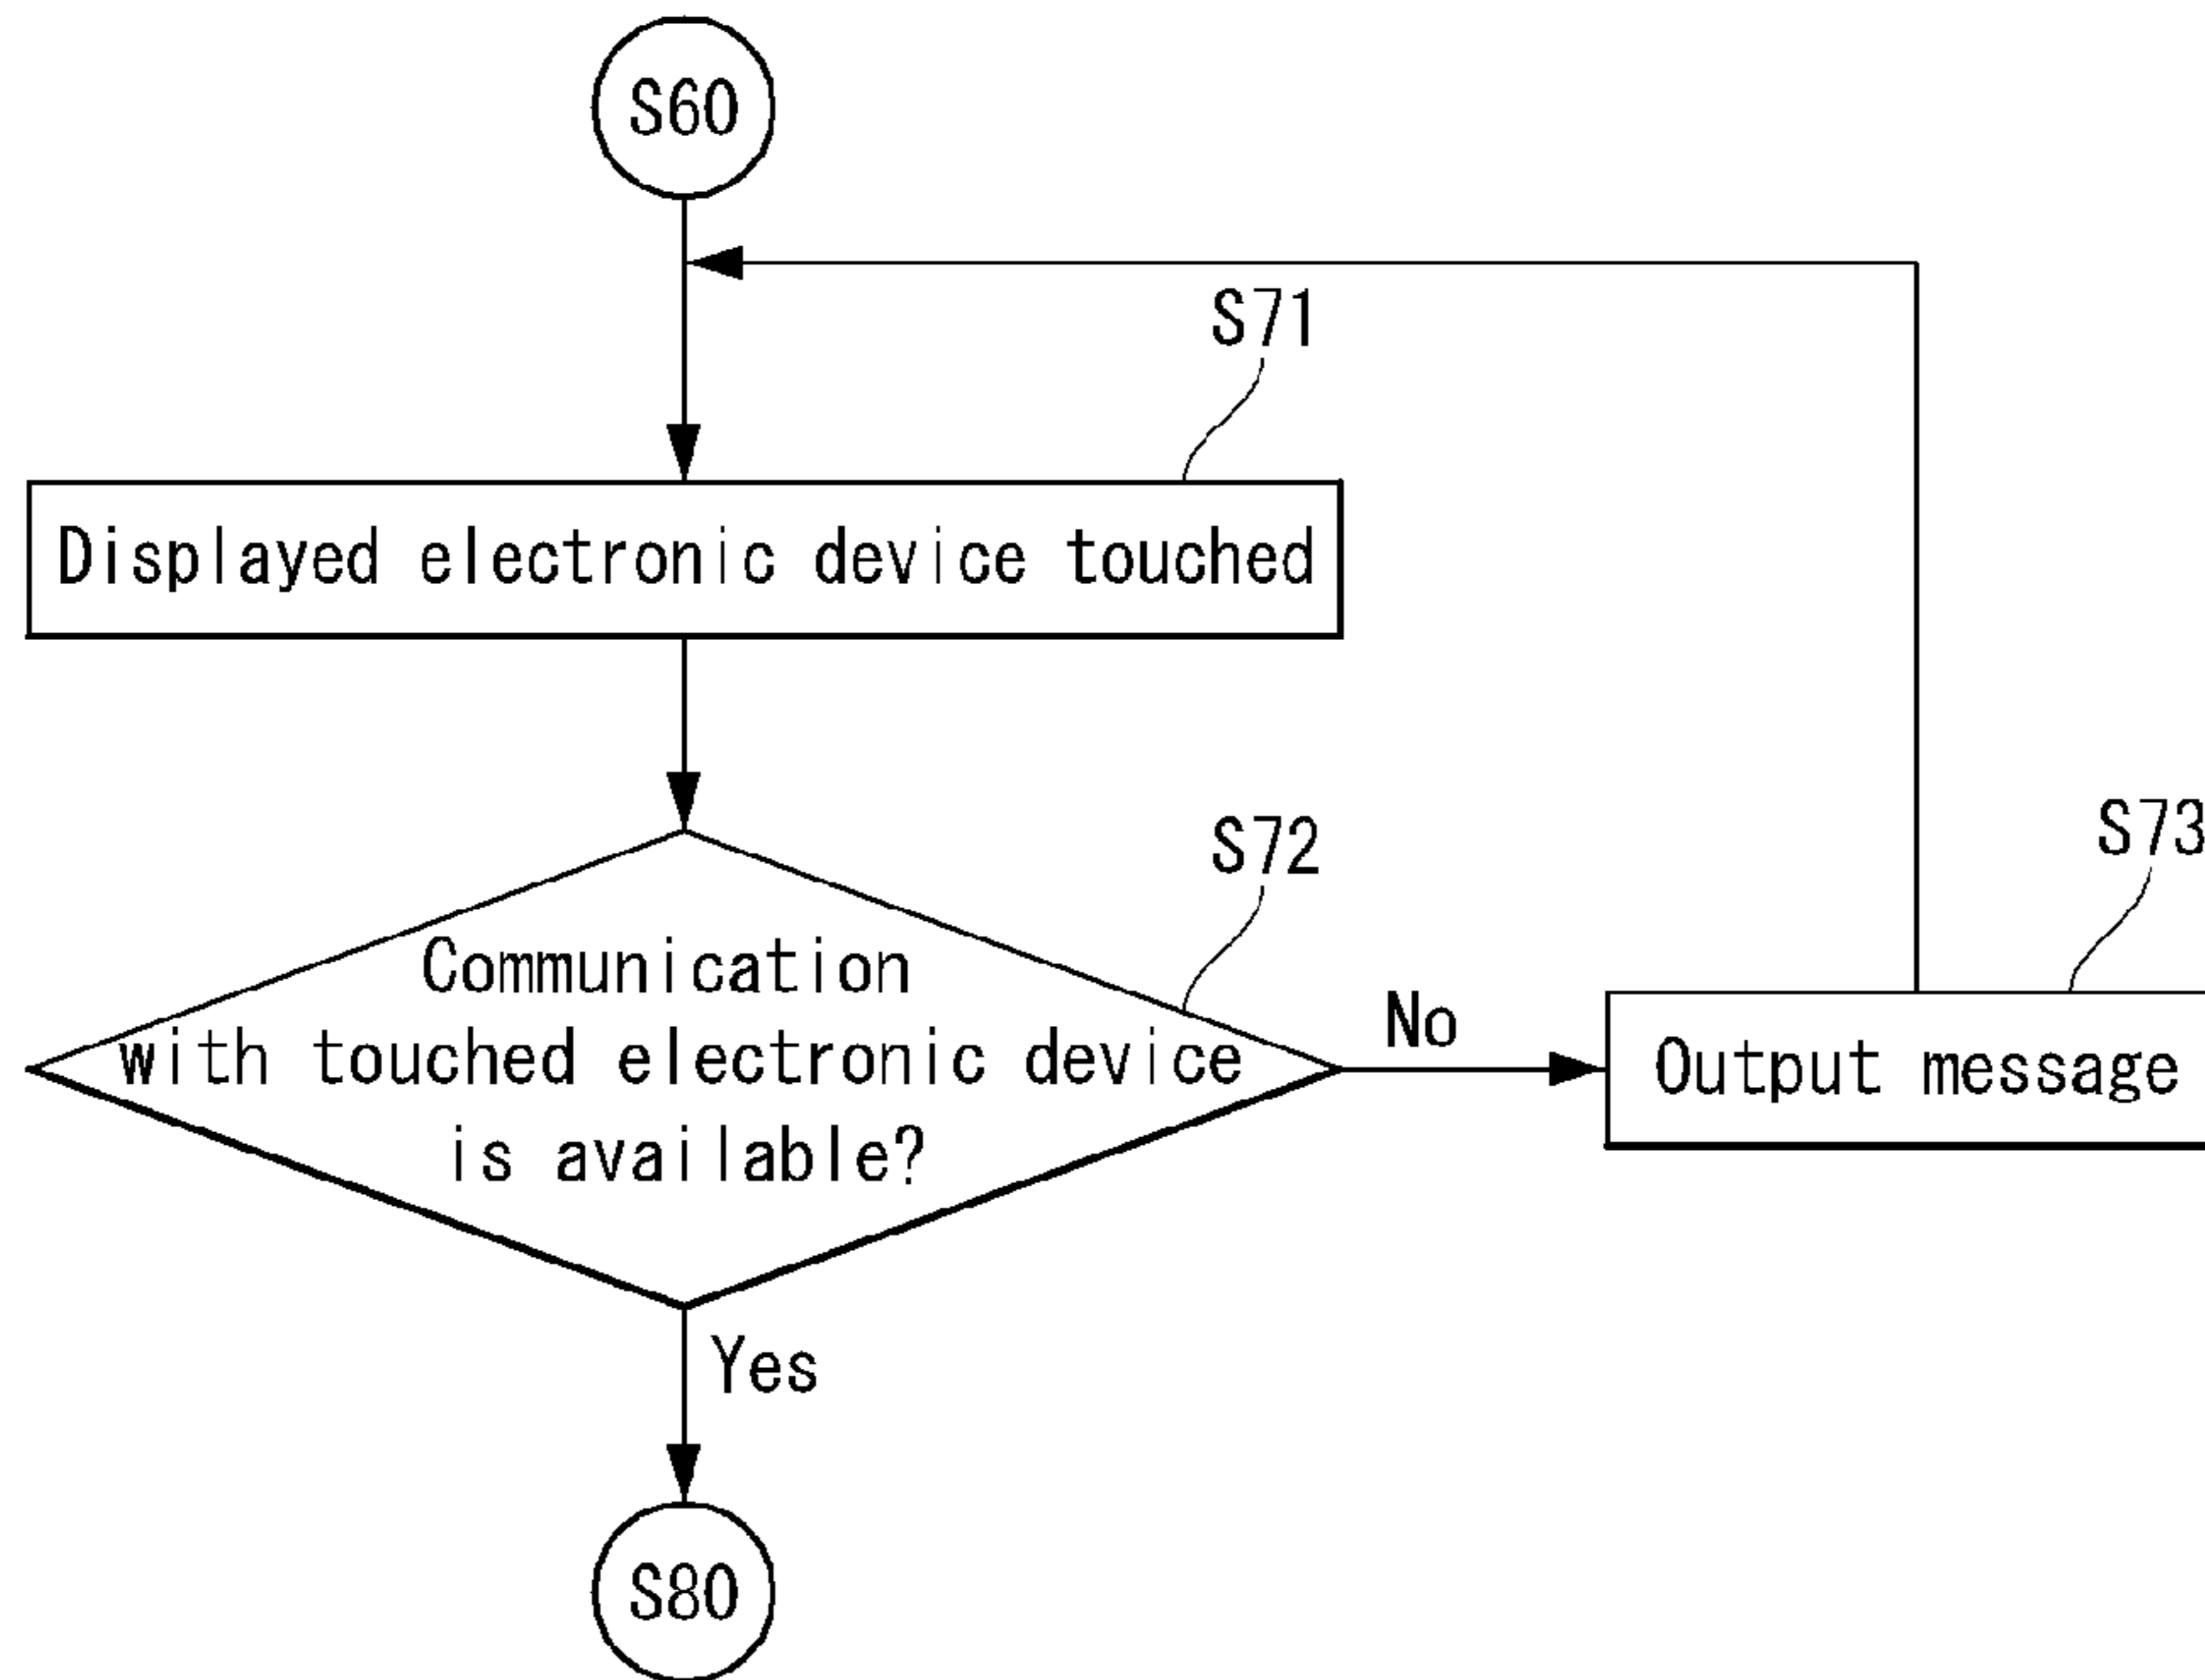 S60
S71
Displayed electronic device touched
S72
S73
Communication
with touched electronic device
is available?
No
Output message
Yes
S80